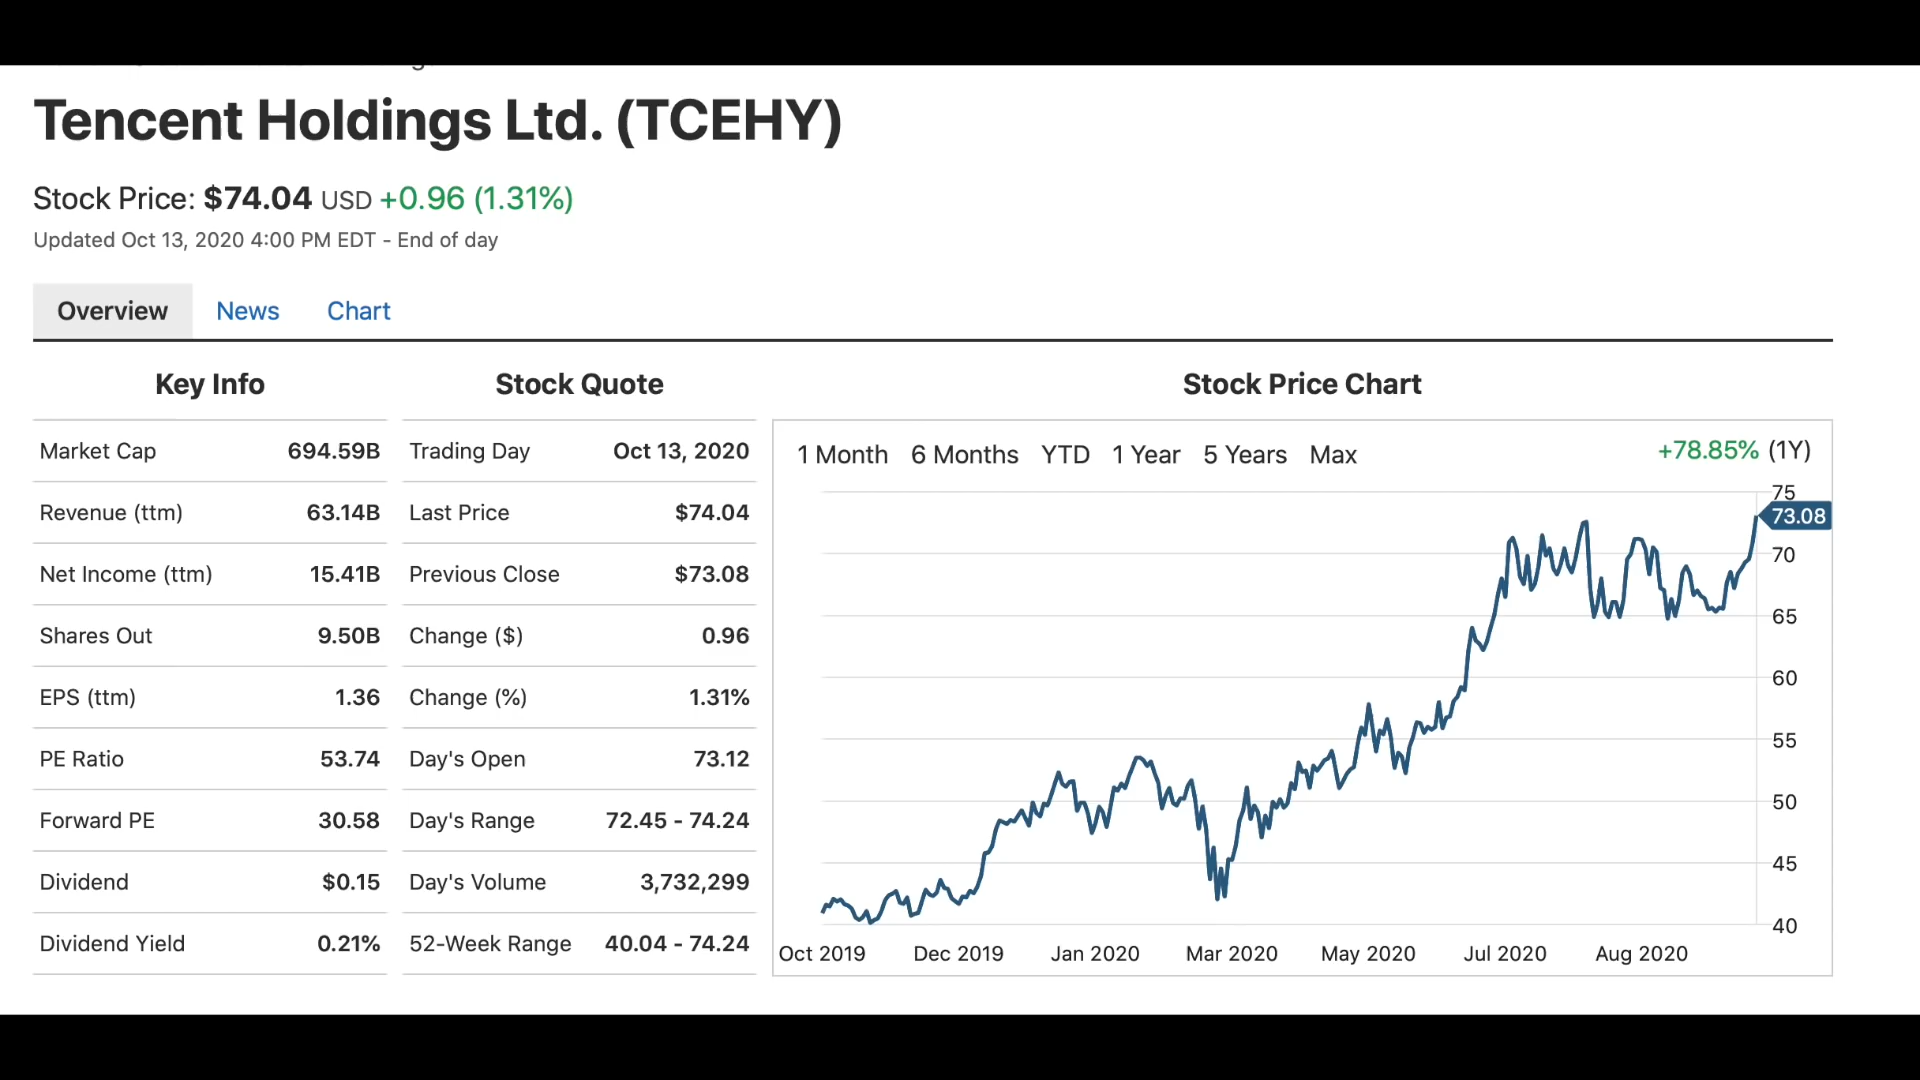 Tencent Holdings Ltd. (TCEHY)
Stock Price: $74.04 USD +0.96 (1.31%)
Updated Oct 13, 2020 4:00 PM EDT - End of day
Overview News Chart
Key Info
Market Cap 694.59B
Revenue (ttm) 63.14B
Net Income (ttm) 15.41B
Shares Out 9.50B
EPS (ttm) 1.36
PE Ratio 53.74
Forward PE 30.58
Dividend $0.15
Dividend Yield 0.21%
Stock Quote
Trading Day Oct 13, 2020
Last Price $74.04
Previous Close $73.08
Change ($) 0.96
Change (%) 1.31%
Day's Open 73.12
Day's Range 72.45 - 74.24
Day's Volume 3,732,299
52-Week Range 40.04 - 74.24
Stock Price Chart
1 Month 6 Months YTD 1 Year 5 Years Max +78.85% (1Y)
75
73.08
70
65
60
55
50
45
40
Oct 2019 Dec 2019 Jan 2020 Mar 2020 May 2020 Jul 2020 Aug 2020